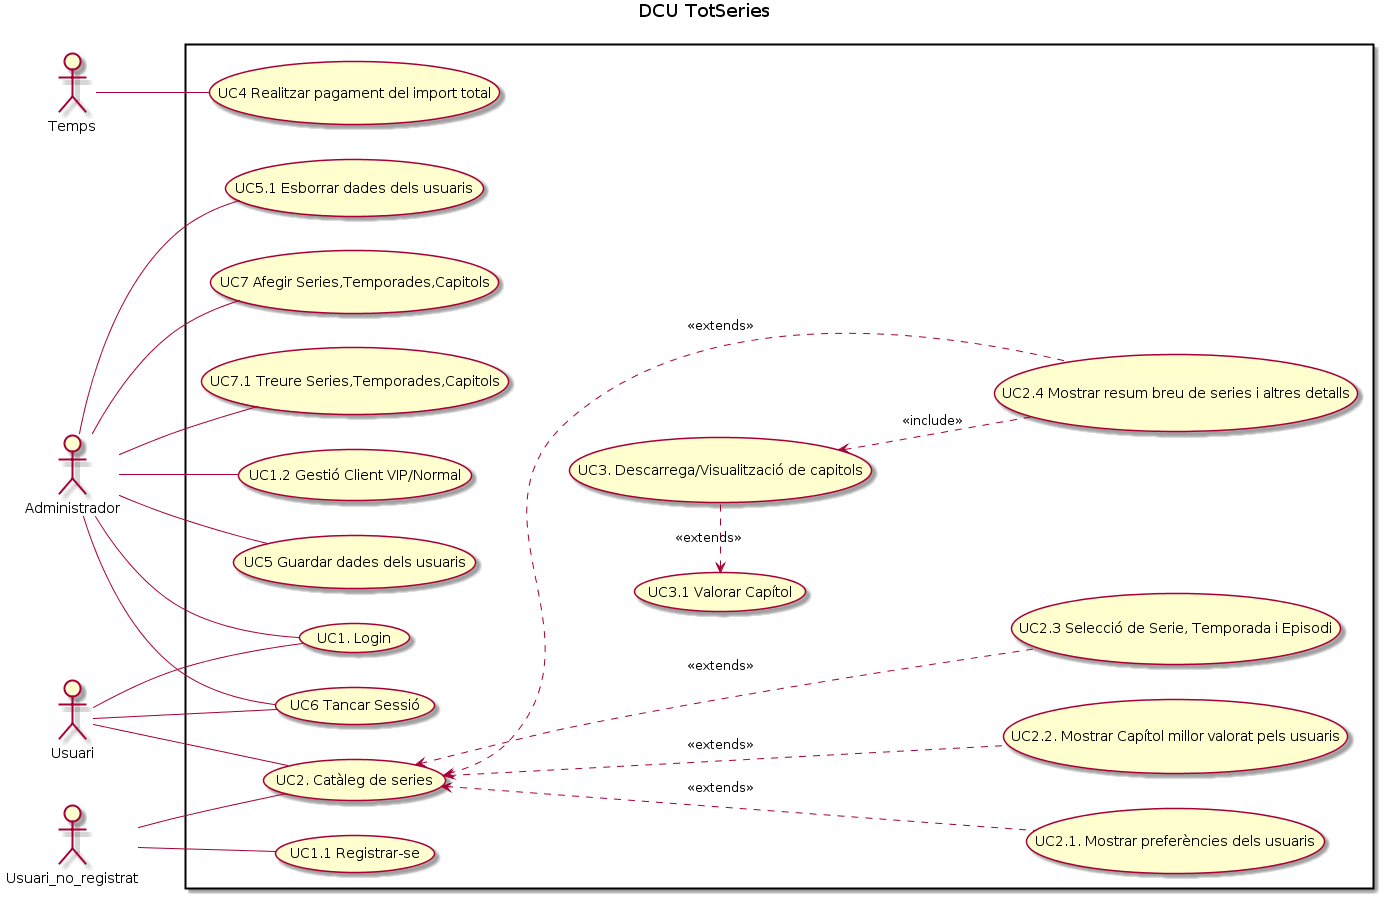 DCU TotSeries
Temps
UC4 Realitzar pagament del import total
UC5.1 Esborrar dades dels usuaris
UC7 Afegir Series,Temporades,Capitols
«extends»
UC7.1 Treure Series,Temporades,Capitols
UC2.4 Mostrar resum breu de series i altres detalls
«include»
UC3. Descarrega/Visualització de capitols
UC1.2 Gestió Client VIP/Normal
Administrador
«extends»
UC5 Guardar dades dels usuaris
UC3.1 Valorar Capítol
UC2.3 Selecció de Serie, Temporada i Episodi
UC1. Login
«extends»
UC6 Tancar Sessió
UC2.2. Mostrar Capítol millor valorat pels usuaris
«extends»
Usuari
UC2. Catàleg de series
«extends»
UC2.1. Mostrar preferències dels usuaris
UC1.1 Registrar-se
Usuari_no_registrat